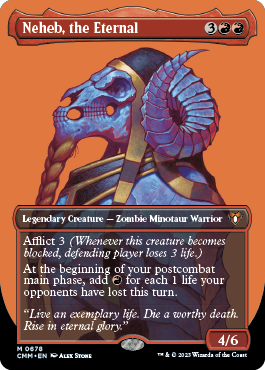 Neheb, the Eternal 3
Legendary Creature — Zombie Minotaur Warrior
Afflict 3 (Whenever this creature becomes
blocked, defending player loses 3 life.)
At the beginning of your postcombat
main phase, add R for each 1 life your
opponents have lost this turn.
“Live an exemplary life. Die a worthy death.
Rise in eternal glory.”
4/6
M 0678
CMM • EN ALEX STONE
™ & © 2023 Wizards of the Coast